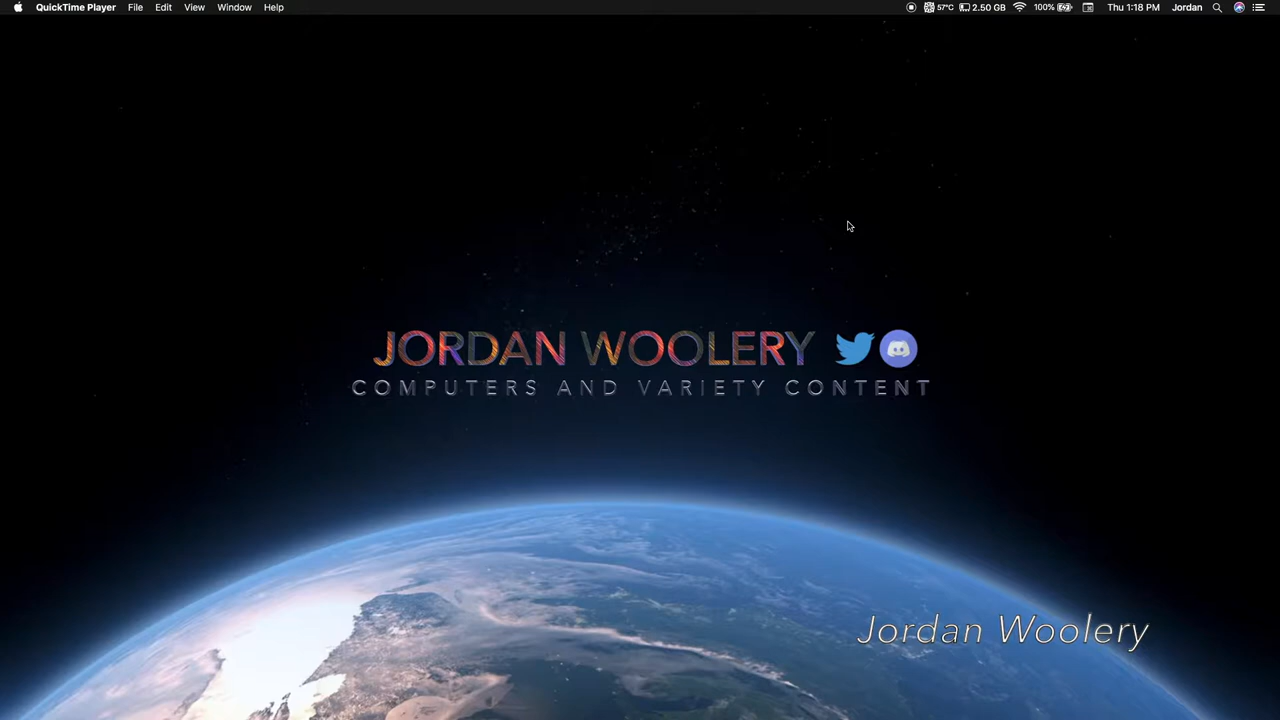 QuickTime Player File Edit View Window Help 57°C 2.50 GB 100% Thu 1:18 PM Jordan
JORDAN WOOLERY
COMPUTERS AND VARIETY CONTENT
Jordan Woolery